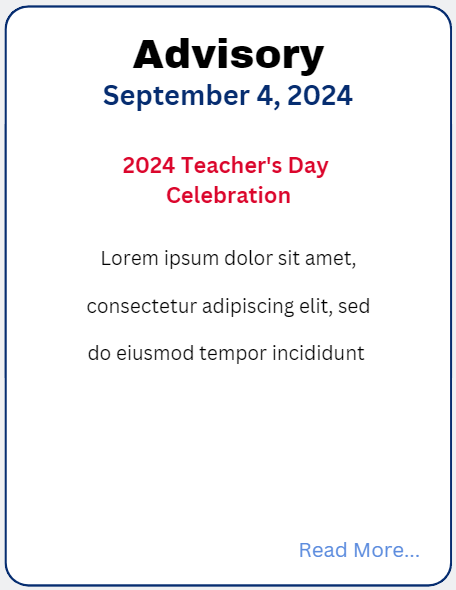 Advisory
September 4, 2024
2024 Teacher's Day
Celebration
Lorem ipsum dolor sit amet,
consectetur adipiscing elit, sed
do eiusmod tempor incididunt
Read More...